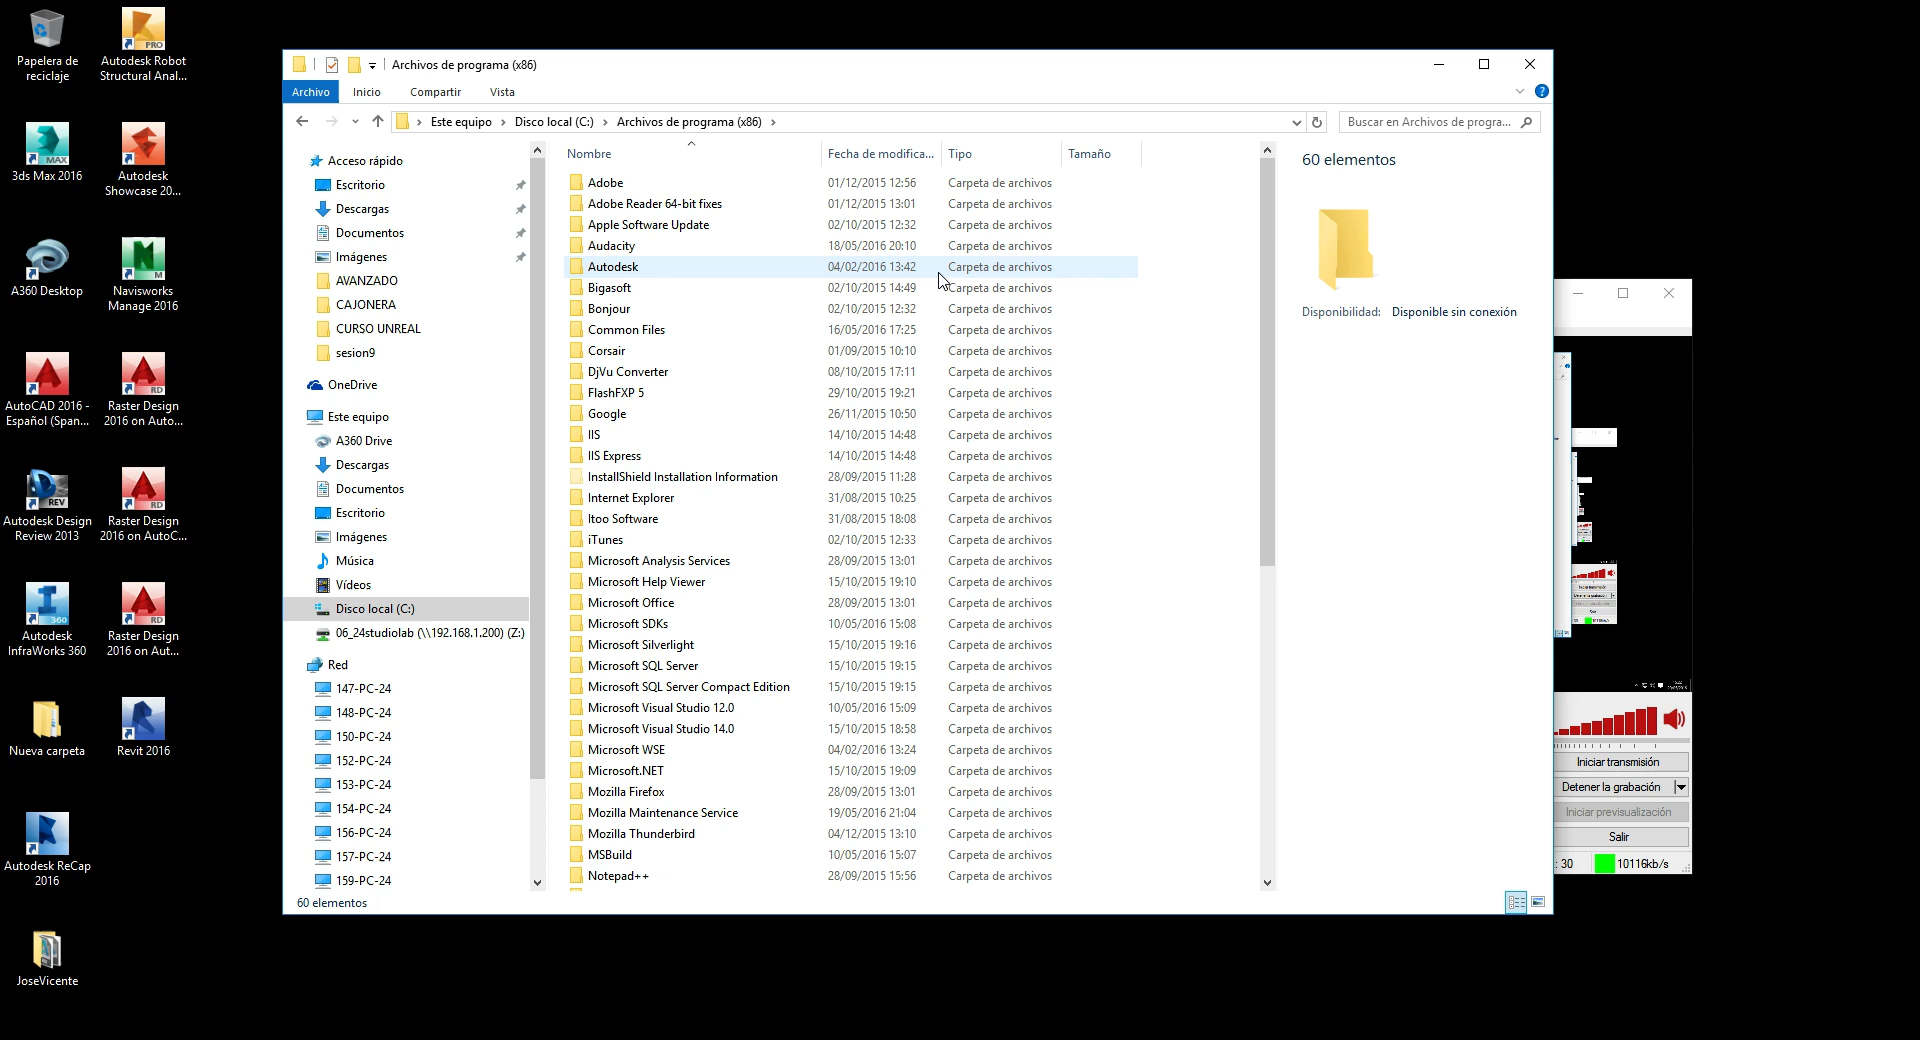 Papelera de
reciclaje
Autodesk Robot
Structural Anal...
PRO
3ds Max 2016
MAX
Autodesk
Showcase 20...
A360 Desktop
Navisworks
Manage 2016
M
AutoCAD 2016 -
Español (Span...
Raster Design
2016 on Auto...
RD
Autodesk Design
Review 2013
REV
Raster Design
2016 on AutoC...
RD
Autodesk
InfraWorks 360
360
Raster Design
2016 on Aut...
RD
Nueva carpeta
Revit 2016
Autodesk ReCap
2016
JoseVicente
Archivos de programa (x86)
Archivo Inicio Compartir Vista
Este equipo > Disco local (C:) > Archivos de programa (x86) >
Buscar en Archivos de progra...
Acceso rápido
Escritorio
Descargas
Documentos
Imágenes
AVANZADO
CAJONERA
CURSO UNREAL
sesion9
OneDrive
Este equipo
A360 Drive
Descargas
Documentos
Escritorio
Imágenes
Música
Vídeos
Disco local (C:)
06_24studiolab (\\192.168.1.200) (Z:)
Red
147-PC-24
148-PC-24
150-PC-24
152-PC-24
153-PC-24
154-PC-24
156-PC-24
157-PC-24
159-PC-24
Nombre Fecha de modifica... Tipo Tamaño
Adobe 01/12/2015 12:56 Carpeta de archivos
Adobe Reader 64-bit fixes 01/12/2015 13:01 Carpeta de archivos
Apple Software Update 02/10/2015 12:32 Carpeta de archivos
Audacity 18/05/2016 20:10 Carpeta de archivos
Autodesk 04/02/2016 13:42 Carpeta de archivos
Bigasoft 02/10/2015 14:49 Carpeta de archivos
Bonjour 02/10/2015 12:32 Carpeta de archivos
Common Files 16/05/2016 17:25 Carpeta de archivos
Corsair 01/09/2015 10:10 Carpeta de archivos
DjVu Converter 08/10/2015 17:11 Carpeta de archivos
FlashFXP 5 29/10/2015 19:21 Carpeta de archivos
Google 26/11/2015 10:50 Carpeta de archivos
IIS 14/10/2015 14:48 Carpeta de archivos
IIS Express 14/10/2015 14:48 Carpeta de archivos
InstallShield Installation Information 28/09/2015 11:28 Carpeta de archivos
Internet Explorer 31/08/2015 10:25 Carpeta de archivos
Itoo Software 31/08/2015 18:08 Carpeta de archivos
iTunes 02/10/2015 12:33 Carpeta de archivos
Microsoft Analysis Services 28/09/2015 13:01 Carpeta de archivos
Microsoft Help Viewer 15/10/2015 19:10 Carpeta de archivos
Microsoft Office 28/09/2015 13:01 Carpeta de archivos
Microsoft SDKs 10/05/2016 15:08 Carpeta de archivos
Microsoft Silverlight 15/10/2015 19:16 Carpeta de archivos
Microsoft SQL Server 15/10/2015 19:15 Carpeta de archivos
Microsoft SQL Server Compact Edition 15/10/2015 19:15 Carpeta de archivos
Microsoft Visual Studio 12.0 10/05/2016 15:09 Carpeta de archivos
Microsoft Visual Studio 14.0 15/10/2015 18:58 Carpeta de archivos
Microsoft WSE 04/02/2016 13:24 Carpeta de archivos
Microsoft.NET 15/10/2015 19:09 Carpeta de archivos
Mozilla Firefox 28/09/2015 13:01 Carpeta de archivos
Mozilla Maintenance Service 19/05/2016 21:04 Carpeta de archivos
Mozilla Thunderbird 04/12/2015 13:10 Carpeta de archivos
MSBuild 10/05/2016 15:07 Carpeta de archivos
Notepad++ 28/09/2015 15:56 Carpeta de archivos
60 elementos
Disponibilidad: Disponible sin conexión
60 elementos
Iniciar transmisión
Detener la grabación
Iniciar previsualización
Salir
: 30 10116kb/s